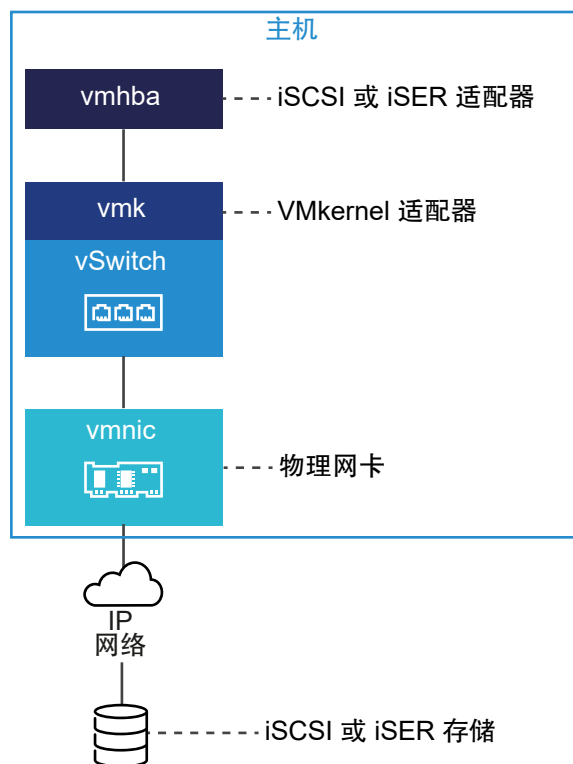 主机
vmhba
iSCSI 或 iSER 适配器
vmk
VMkernel 适配器
vSwitch
vmnic
物理网卡
IP
网络
iSCSI 或 iSER 存储